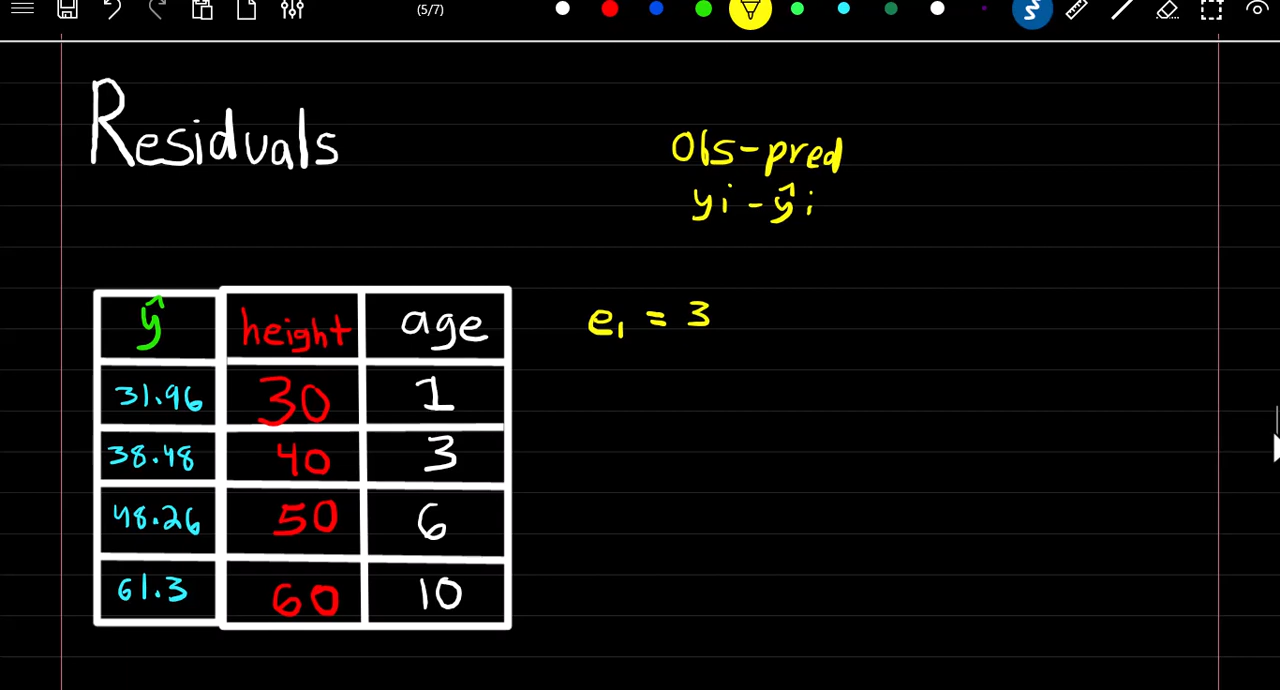 (5/7)
Residuals
Obs-pred
yi - ŷi
e₁ = 3
ŷ height age
31.96 30 1
38.48 40 3
48.26 50 6
61.3 60 10